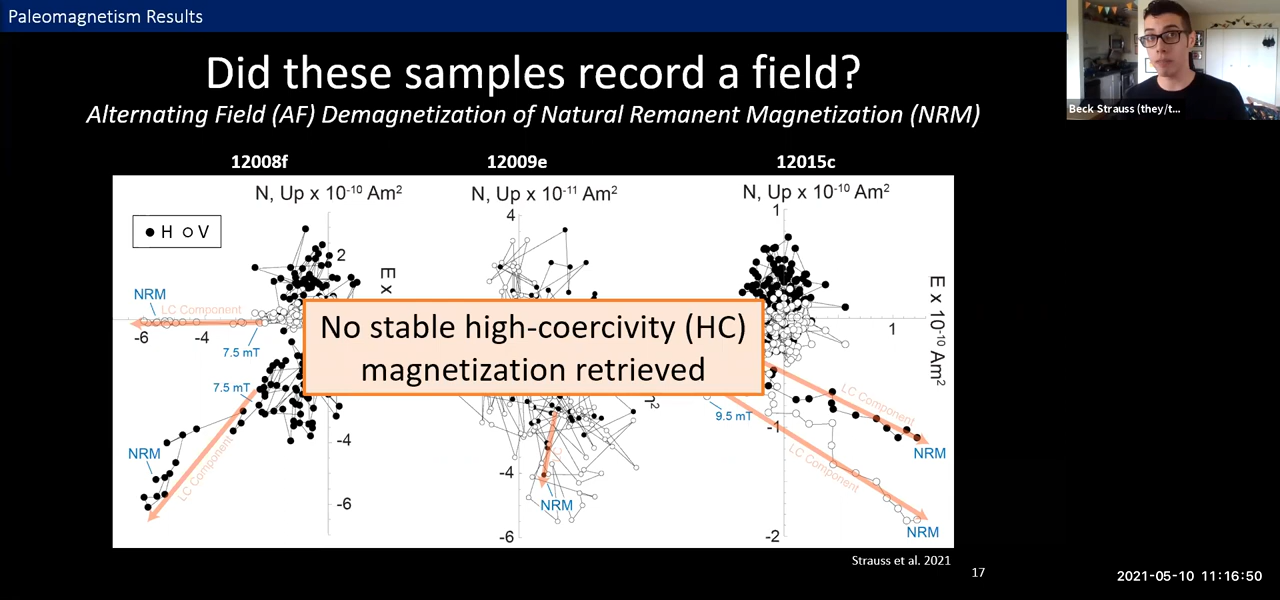 Paleomagnetism Results
Did these samples record a field?
Alternating Field (AF) Demagnetization of Natural Remanent Magnetization (NRM)
Beck Strauss (they/t...
12008f
12009e
12015c
N, Up x 10⁻¹⁰ Am²
N, Up x 10⁻¹¹ Am²
N, Up x 10⁻¹⁰ Am²
H V
2
4
1
E x
E x 10⁻¹⁰ Am²
NRM
LC Component
-6
-4
7.5 mT
1
No stable high-coercivity (HC)
magnetization retrieved
7.5 mT
9.5 mT
LC Component
NRM
LC Component
-4
-6
-4
NRM
-6
-1
LC Component
NRM
NRM
-2
Strauss et al. 2021
17
2021-05-10 11:16:50